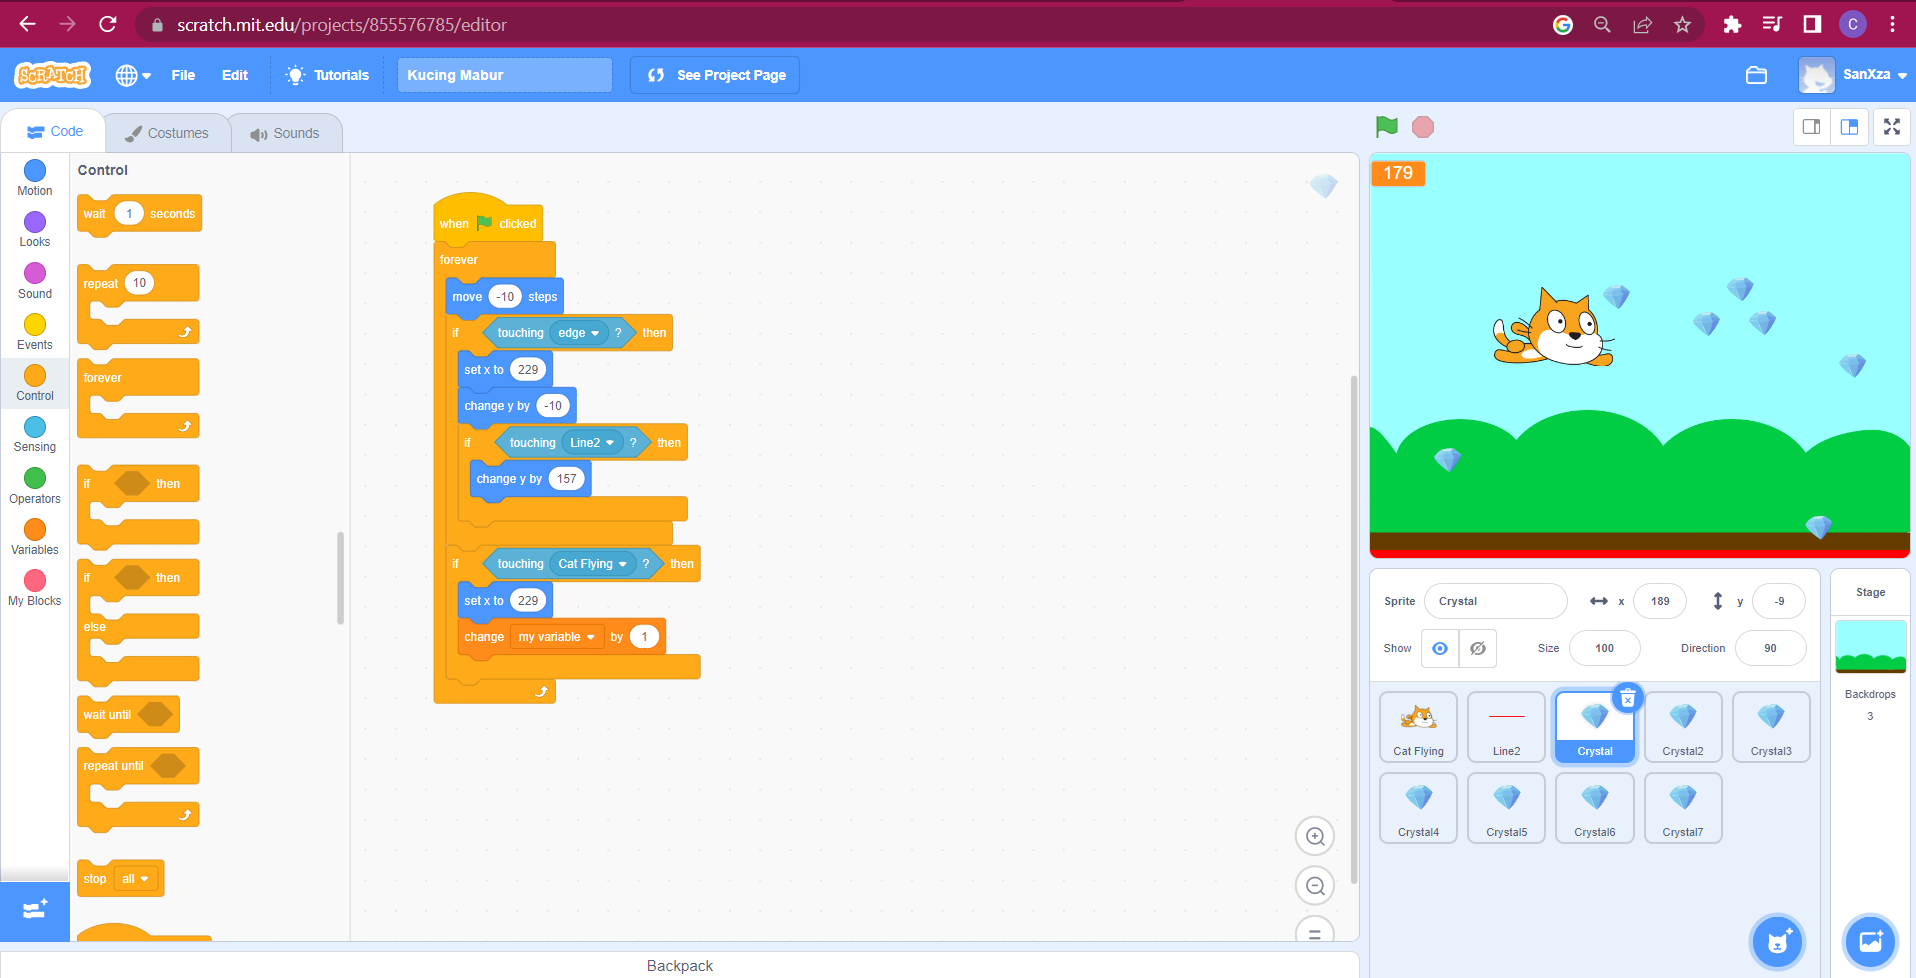 scratch.mit.edu/projects/855576785/editor
C
SCRATCH
File
Edit
Tutorials
Kucing Mabur
See Project Page
SanXza
Code
Costumes
Sounds
Motion
Looks
Sound
Events
Control
Sensing
Operators
Variables
My Blocks
Control
wait 1 seconds
repeat 10
forever
if then
if then
else
wait until
repeat until
stop all
when clicked
forever
move -10 steps
if touching edge ? then
set x to 229
change y by -10
if touching Line2 ? then
change y by 157
if touching Cat Flying ? then
set x to 229
change my variable by 1
179
Sprite Crystal x 189 y -9
Show Size 100 Direction 90
Cat Flying
Line2
Crystal
Crystal2
Crystal3
Crystal4
Crystal5
Crystal6
Crystal7
Stage
Backdrops
3
Backpack